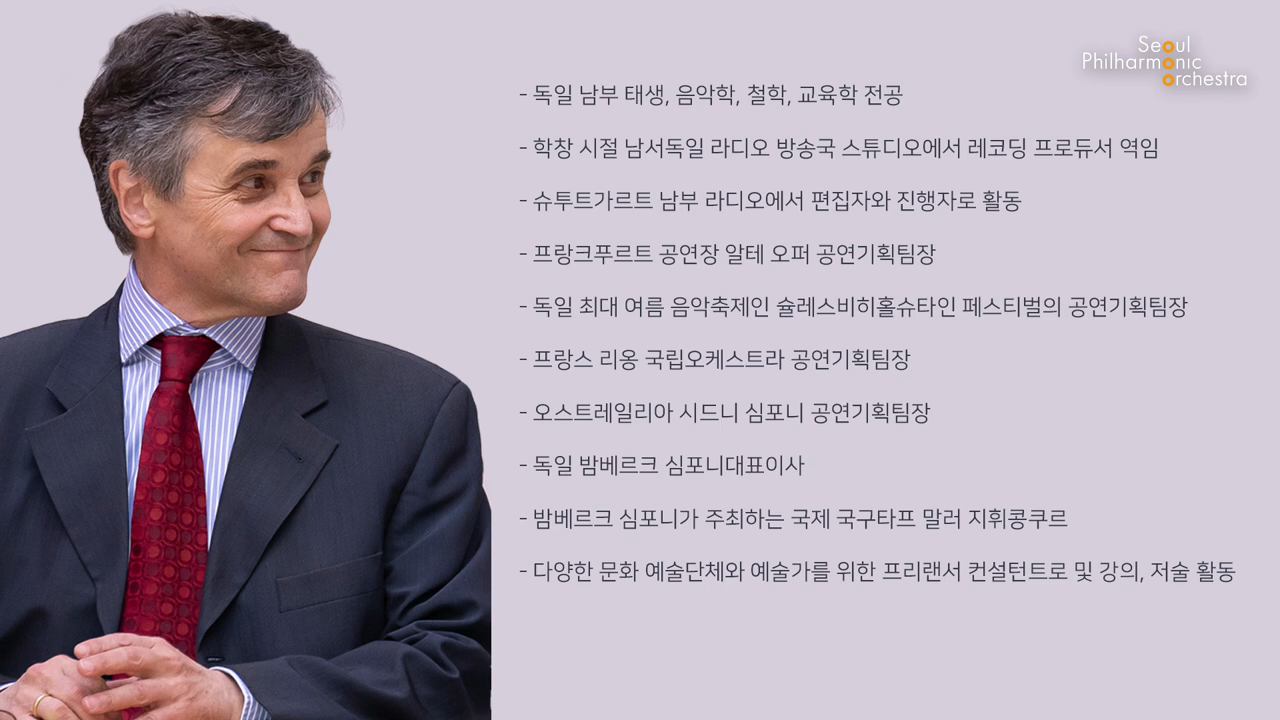 Seoul
Philharmonic
orchestra
- 독일 남부 태생, 음악학, 철학, 교육학 전공
- 학창 시절 남서독일 라디오 방송국 스튜디오에서 레코딩 프로듀서 역임
- 슈투트가르트 남부 라디오에서 편집자와 진행자로 활동
- 프랑크푸르트 공연장 알테 오퍼 공연기획팀장
- 독일 최대 여름 음악축제인 슐레스비히홀슈타인 페스티벌의 공연기획팀장
- 프랑스 리옹 국립오케스트라 공연기획팀장
- 오스트레일리아 시드니 심포니 공연기획팀장
- 독일 밤베르크 심포니대표이사
- 밤베르크 심포니가 주최하는 국제 국구타프 말러 지휘콩쿠르
- 다양한 문화 예술단체와 예술가를 위한 프리랜서 컨설턴트로 및 강의, 저술 활동